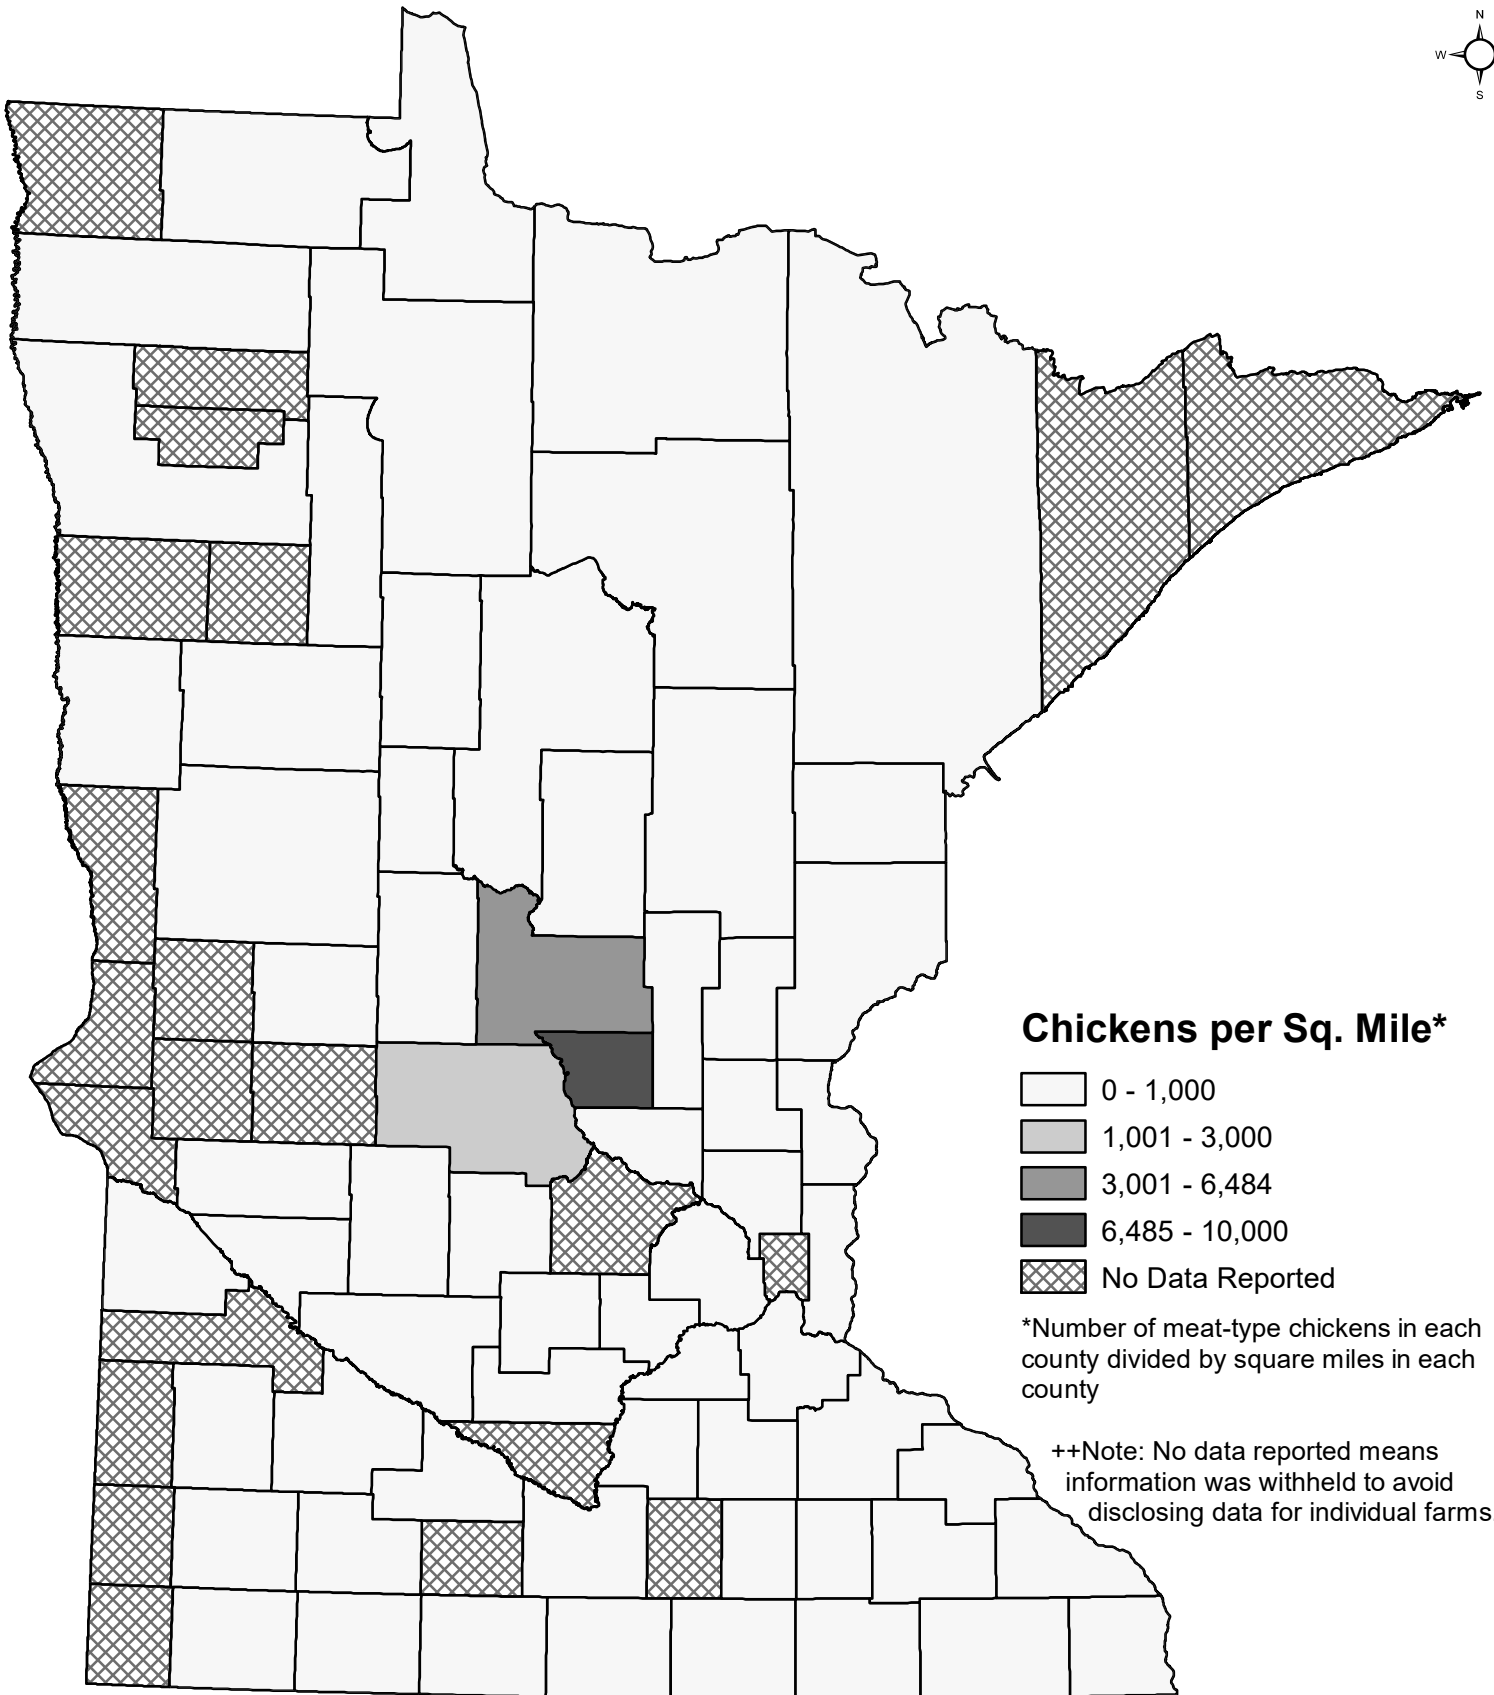 N
W
S
Chickens per Sq. Mile*
0 - 1,000
1,001 - 3,000
3,001 - 6,484
6,485 - 10,000
No Data Reported
*Number of meat-type chickens in each
county divided by square miles in each
county
++Note: No data reported means
information was withheld to avoid
disclosing data for individual farms